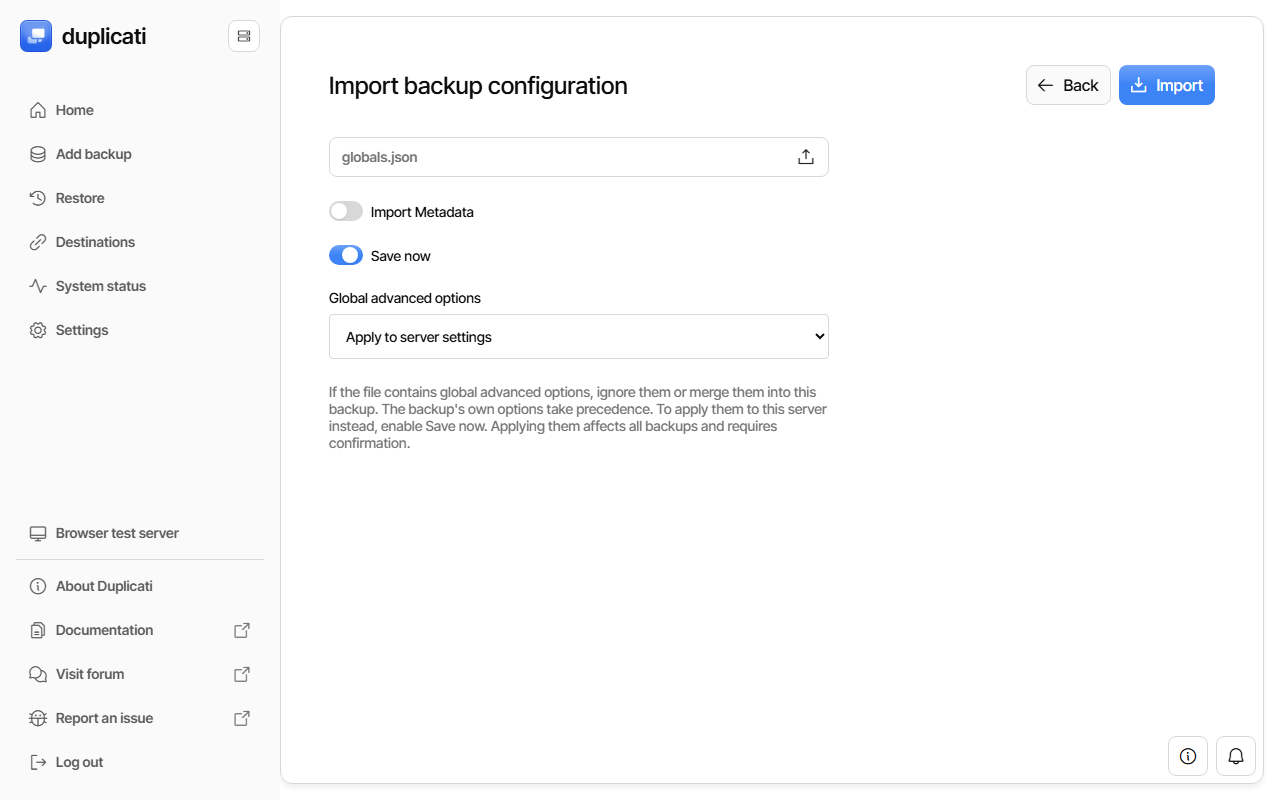 duplicati
Home
Add backup
Restore
Destinations
System status
Settings
Browser test server
About Duplicati
Documentation
Visit forum
Report an issue
Log out
Import backup configuration
Back
Import
globals.json
Import Metadata
Save now
Global advanced options
Apply to server settings
If the file contains global advanced options, ignore them or merge them into this
backup. The backup's own options take precedence. To apply them to this server
instead, enable Save now. Applying them affects all backups and requires
confirmation.